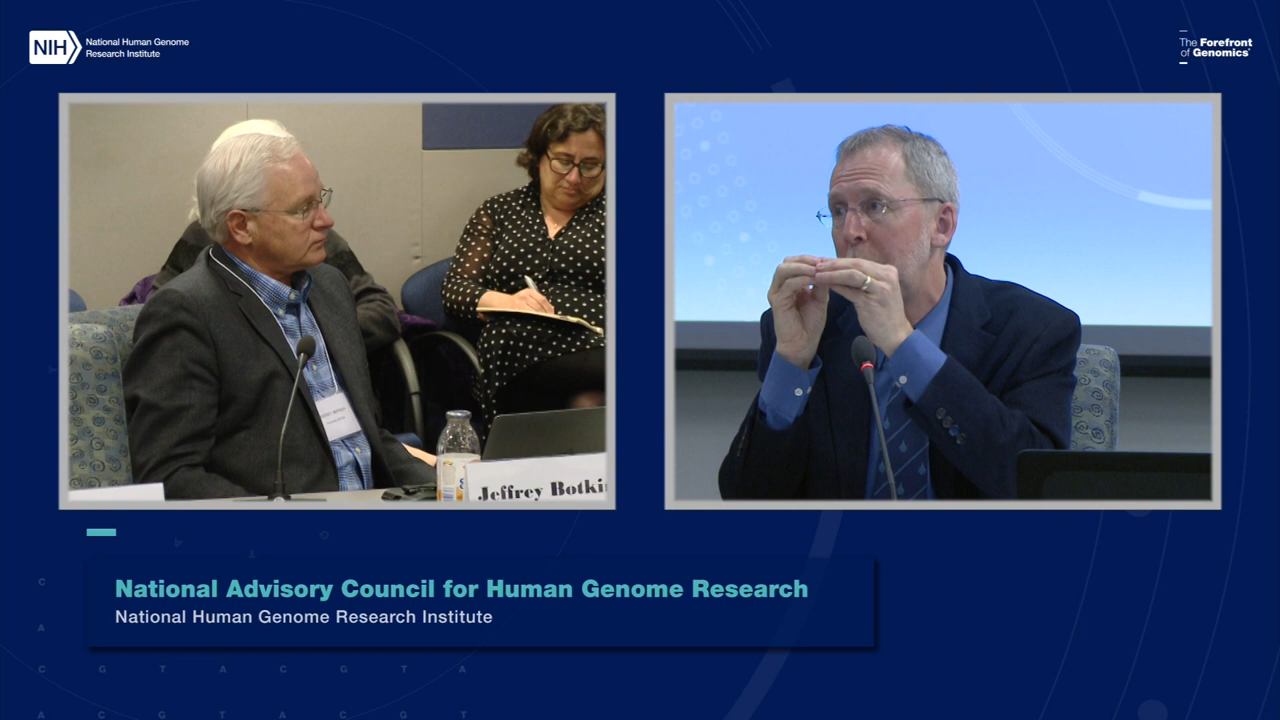 NIH
National Human Genome
Research Institute
The Forefront
of Genomics®
Jeffrey Botki
National Advisory Council for Human Genome Research
National Human Genome Research Institute
C
A
C G T A C G T A
A C G T A C G T